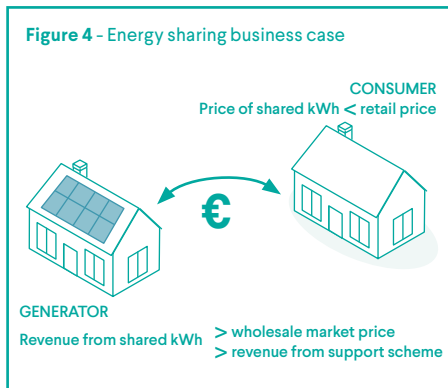 Figure 4 - Energy sharing business case
CONSUMER
Price of shared kWh < retail price
€
GENERATOR
Revenue from shared kWh
> wholesale market price
> revenue from support scheme